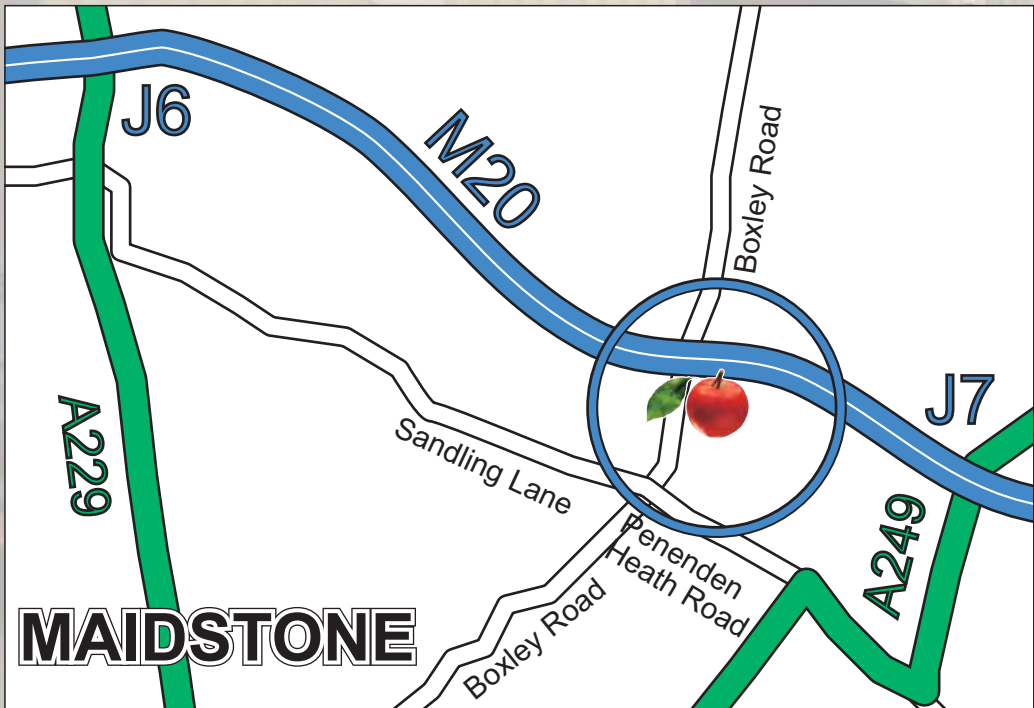 J6
M20
Boxley Road
J7
A229
Sandling Lane
A249
Penenden
Heath Road
Boxley Road
MAIDSTONE